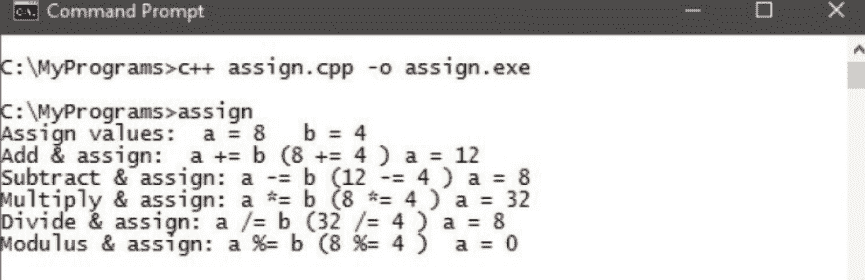 Command Prompt
C:\MyPrograms>c++ assign.cpp -o assign.exe
C:\MyPrograms>assign
Assign values:  a = 8   b = 4
Add & assign:  a += b (8 += 4 ) a = 12
Subtract & assign: a -= b (12 -= 4 ) a = 8
Multiply & assign: a *= b (8 *= 4 ) a = 32
Divide & assign: a /= b (32 /= 4 ) a = 8
Modulus & assign: a %= b (8 %= 4 )  a = 0